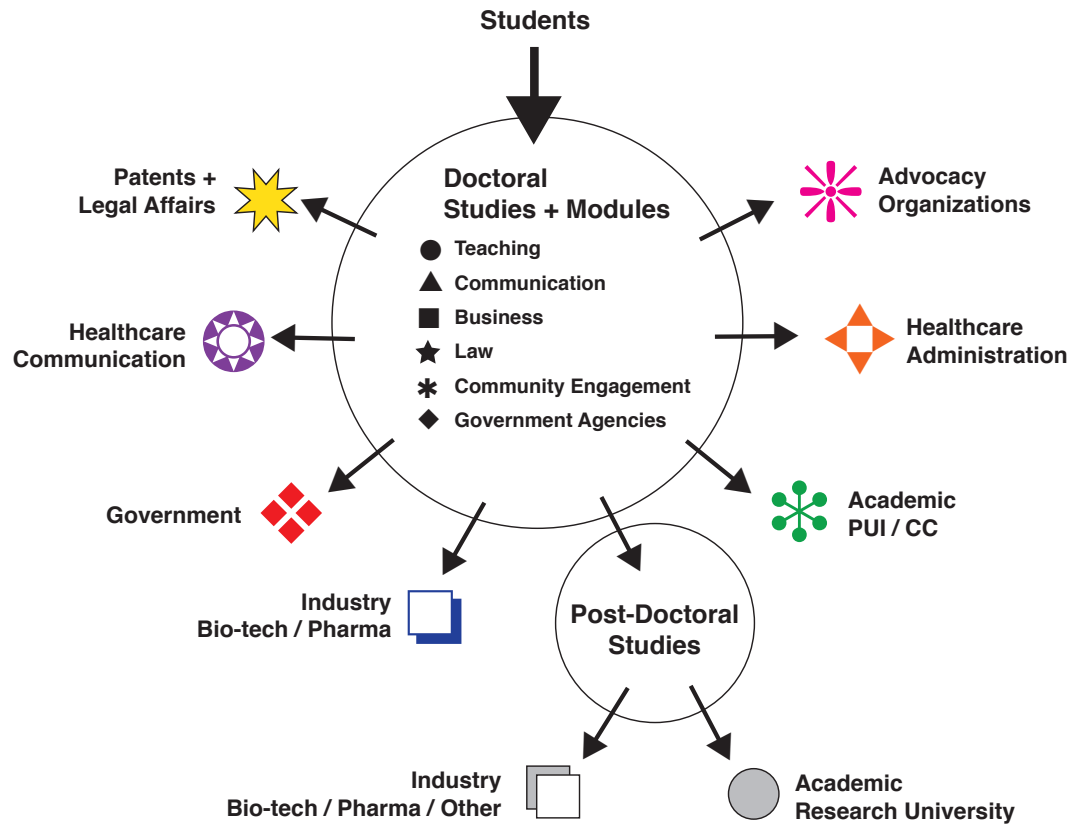 Students
Doctoral
Studies + Modules
Teaching
Communication
Business
Law
Community Engagement
Government Agencies
Patents +
Legal Affairs
Healthcare
Communication
Government
Industry
Bio-tech / Pharma
Advocacy
Organizations
Healthcare
Administration
Academic
PUI / CC
Post-Doctoral
Studies
Industry
Bio-tech / Pharma / Other
Academic
Research University